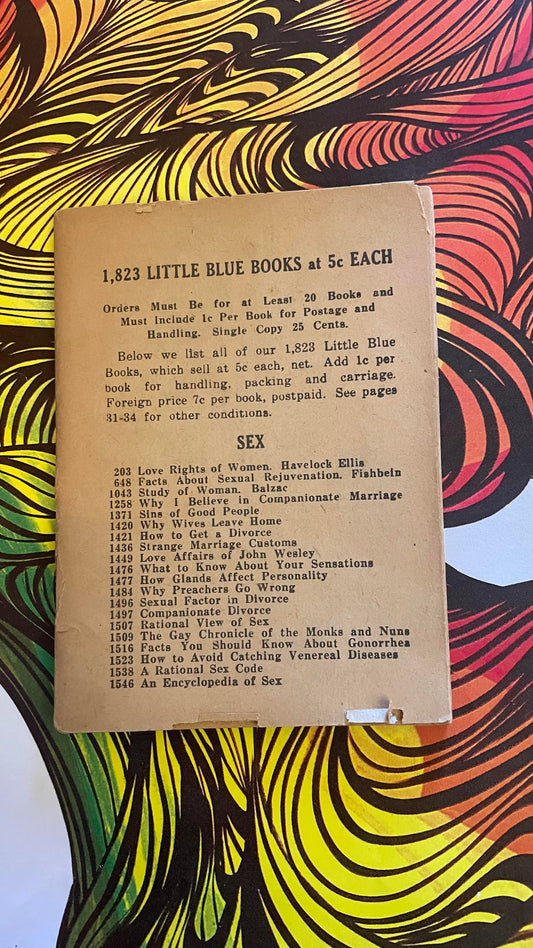 1,823 LITTLE BLUE BOOKS at 5c EACH
Orders Must Be for at Least 20 Books and
Must Include 1c Per Book for Postage and
Handling. Single Copy 25 Cents.
Below we list all of our 1,823 Little Blue
Books, which sell at 5c each, net. Add 1c per
book for handling, packing and carriage.
Foreign price 7c per book, postpaid. See pages
31-34 for other conditions.
SEX
203 Love Rights of Women. Havelock Ellis
648 Facts About Sexual Rejuvenation. Fishbein
1043 Study of Woman. Balzac
1258 Why I Believe in Companionate Marriage
1371 Sins of Good People
1420 Why Wives Leave Home
1421 How to Get a Divorce
1436 Strange Marriage Customs
1449 Love Affairs of John Wesley
1476 What to Know About Your Sensations
1477 How Glands Affect Personality
1484 Why Preachers Go Wrong
1496 Sexual Factor in Divorce
1497 Companionate Divorce
1507 Rational View of Sex
1509 The Gay Chronicle of the Monks and Nuns
1516 Facts You Should Know About Gonorrhea
1523 How to Avoid Catching Venereal Diseases
1538 A Rational Sex Code
1546 An Encyclopedia of Sex